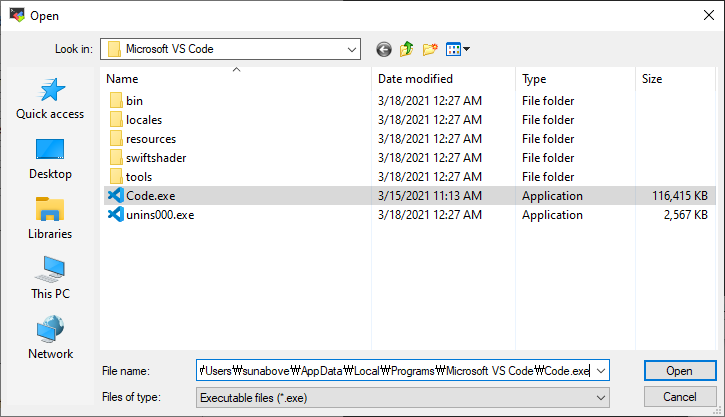 Open
Look in: Microsoft VS Code
Name Date modified Type Size
bin 3/18/2021 12:27 AM File folder
locales 3/18/2021 12:27 AM File folder
resources 3/18/2021 12:27 AM File folder
swiftshader 3/18/2021 12:27 AM File folder
tools 3/18/2021 12:27 AM File folder
Code.exe 3/15/2021 11:13 AM Application 116,415 KB
unins000.exe 3/18/2021 12:27 AM Application 2,567 KB
Quick access
Desktop
Libraries
This PC
Network
File name: ₩Users₩sunabove₩AppData₩Local₩Programs₩Microsoft VS Code₩Code.exe Open
Files of type: Executable files (*.exe) Cancel